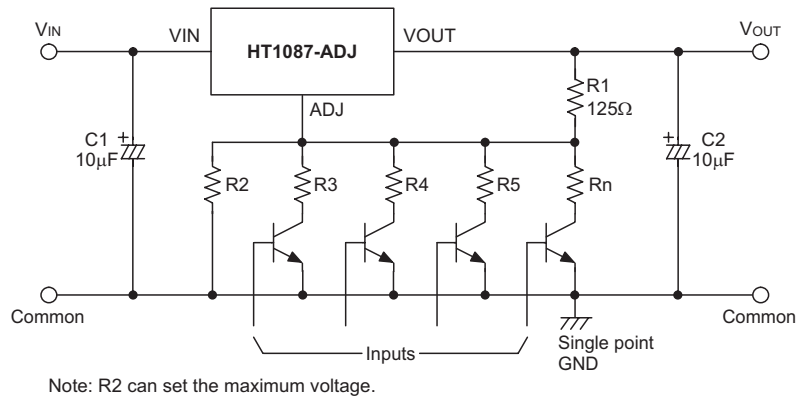 VIN
VIN
HT1087-ADJ
VOUT
VOUT
ADJ
R1
125Ω
C1 +
10μF
R2
R3
R4
R5
Rn
+ C2
10μF
Common
Common
Inputs
Single point
GND
Note: R2 can set the maximum voltage.